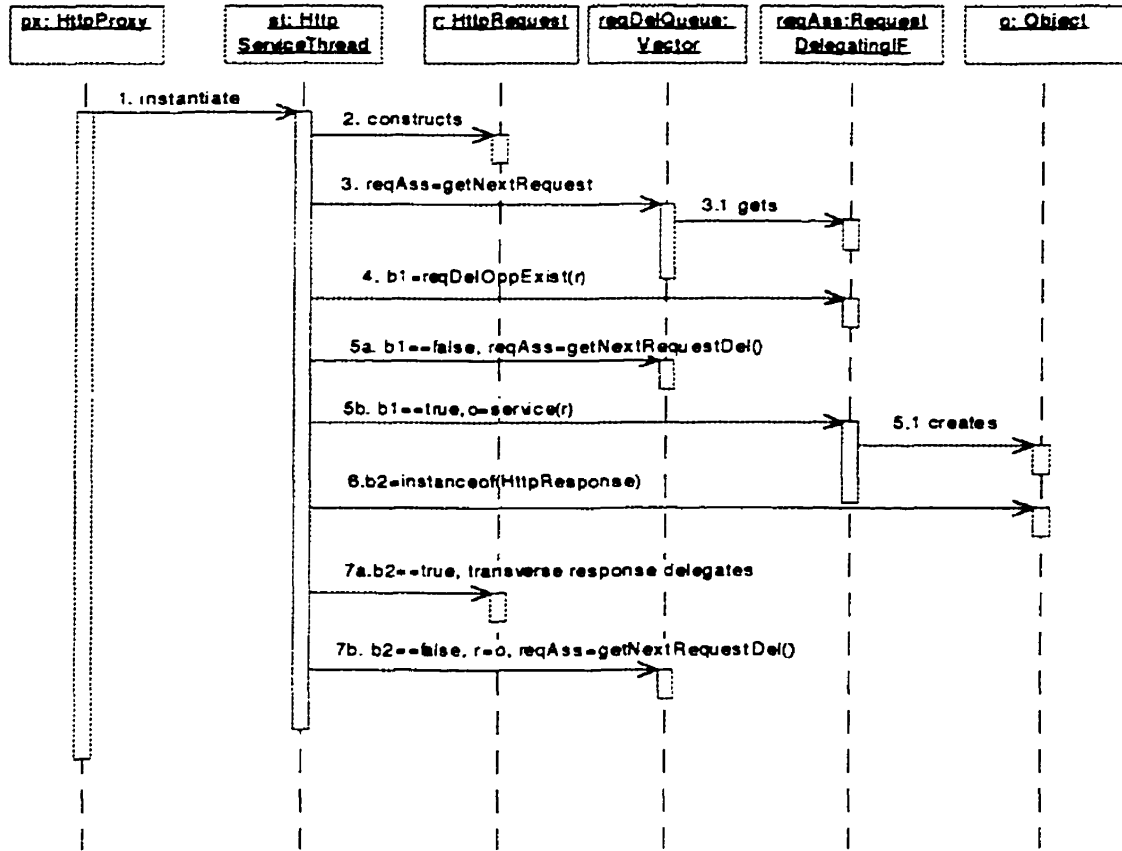 px: HttpProxy
st: Http
ServiceThread
r: HttpRequest
reqDelQueue:
Vector
reqAss:Request
DelegatingIF
o: Object
1. instantiate
2. constructs
3. reqAss=getNextRequest
3.1 gets
4. b1=reqDelOppExist(r)
5a. b1==false, reqAss=getNextRequestDel()
5b. b1==true,o=service(r)
5.1 creates
6.b2=instanceof(HttpResponse)
7a.b2==true, transverse response delegates
7b. b2==false, r=o, reqAss=getNextRequestDel()